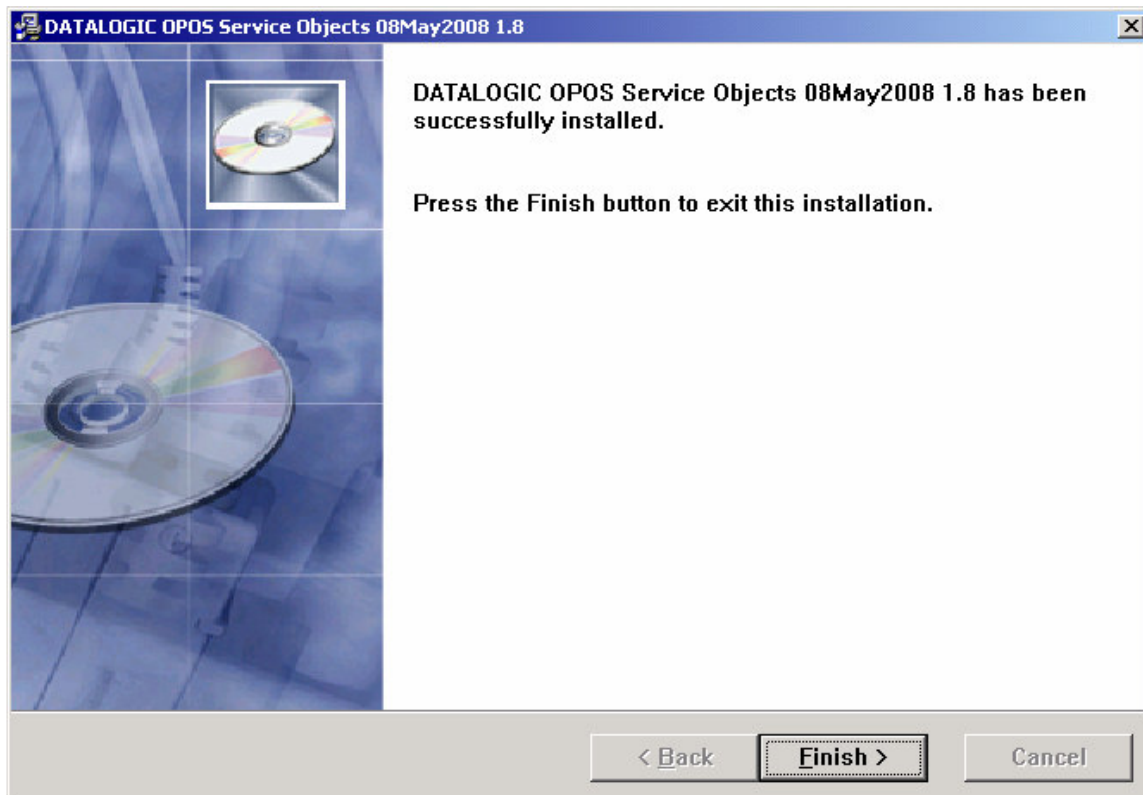 DATALOGIC OPOS Service Objects 08May2008 1.8
DATALOGIC OPOS Service Objects 08May2008 1.8 has been
successfully installed.
Press the Finish button to exit this installation.
< Back
Finish >
Cancel